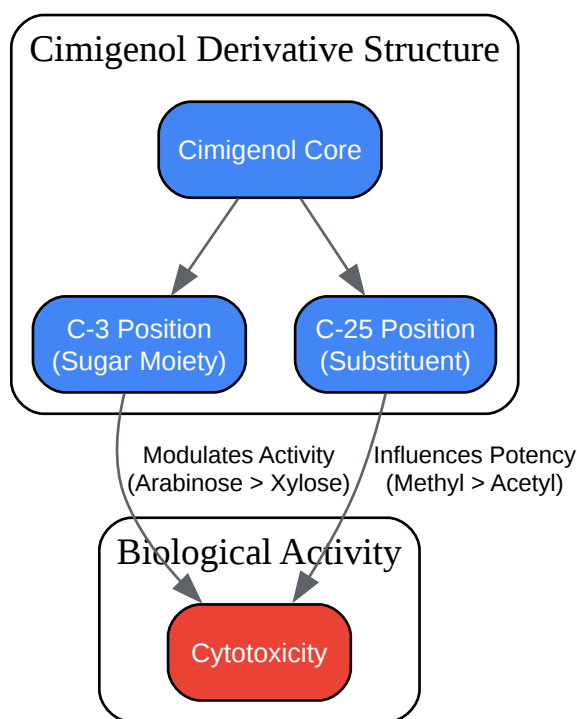 Cimigenol Derivative Structure
Cimigenol Core
C-3 Position
(Sugar Moiety)
C-25 Position
(Substituent)
Modulates Activity
(Arabinose > Xylose)
Influences Potency
(Methyl > Acetyl)
Biological Activity
Cytotoxicity